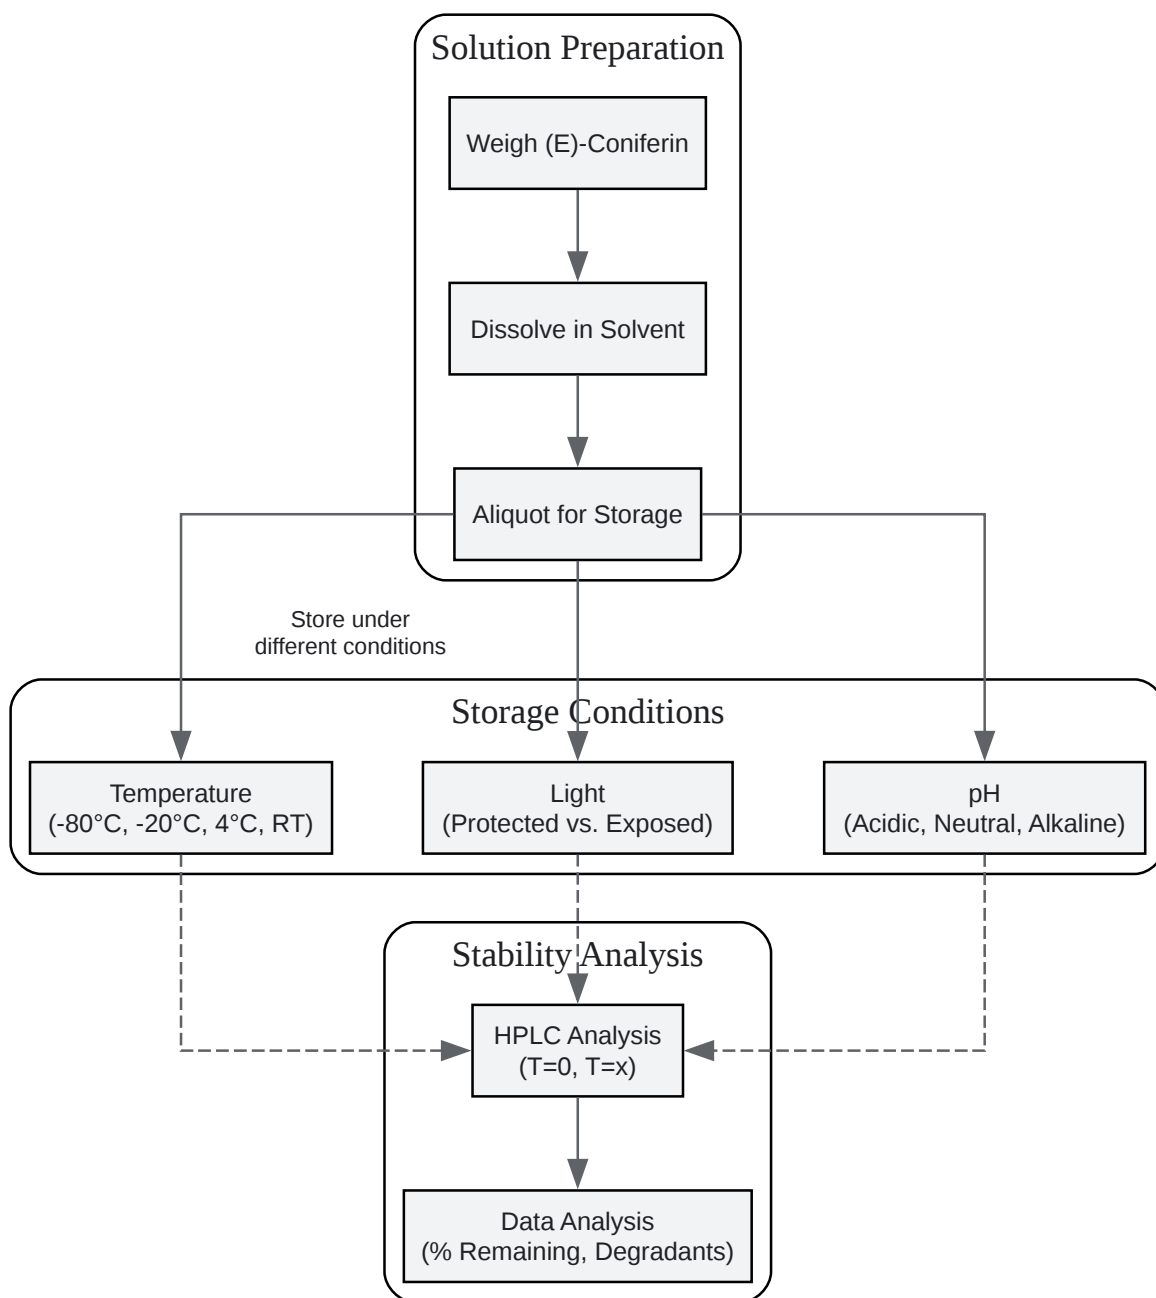 Solution Preparation
Weigh (E)-Coniferin
Dissolve in Solvent
Aliquot for Storage
Store under
different conditions
Storage Conditions
Temperature
(-80°C, -20°C, 4°C, RT)
Light
(Protected vs. Exposed)
pH
(Acidic, Neutral, Alkaline)
Stability Analysis
HPLC Analysis
(T=0, T=x)
Data Analysis
(% Remaining, Degradants)